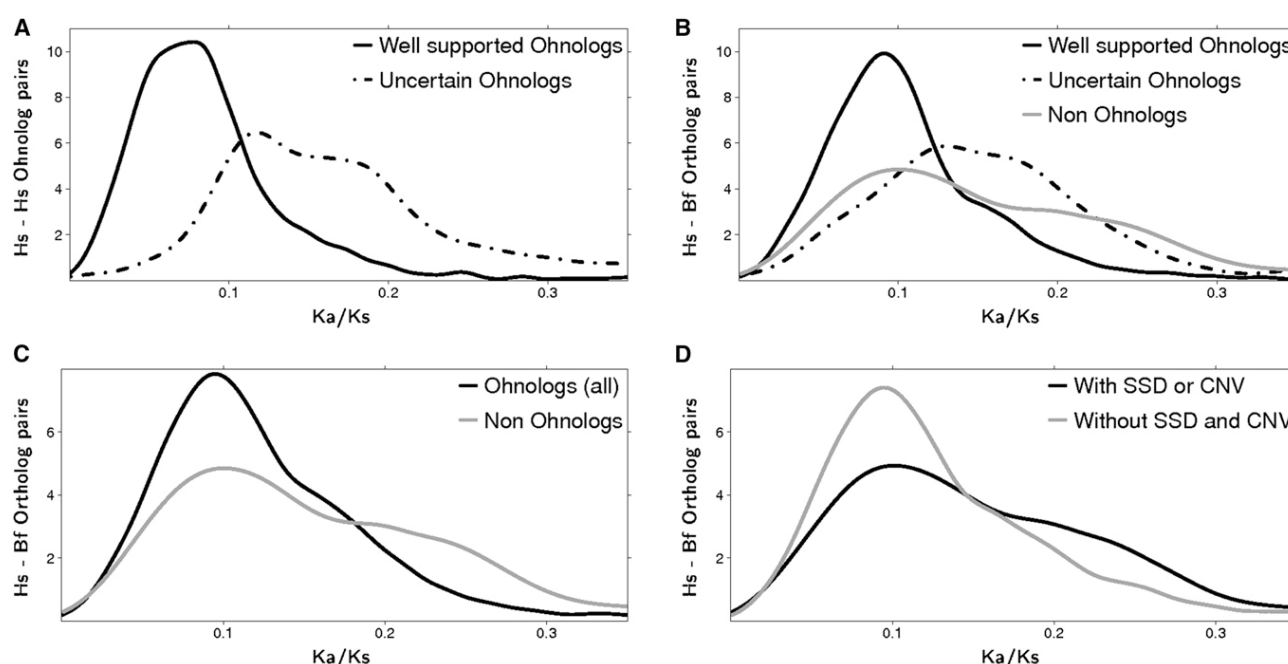 A
Hs - Hs Ohnolog pairs
10
8
6
4
2
Well supported Ohnologs
Uncertain Ohnologs
0.1
0.2
0.3
Ka/Ks
B
Hs - Bf Ortholog pairs
10
8
6
4
2
Well supported Ohnologs
Uncertain Ohnologs
Non Ohnologs
0.1
0.2
0.3
Ka/Ks
C
Hs - Bf Ortholog pairs
6
4
2
Ohnologs (all)
Non Ohnologs
0.1
0.2
0.3
Ka/Ks
D
Hs - Bf Ortholog pairs
6
4
2
With SSD or CNV
Without SSD and CNV
0.1
0.2
0.3
Ka/Ks